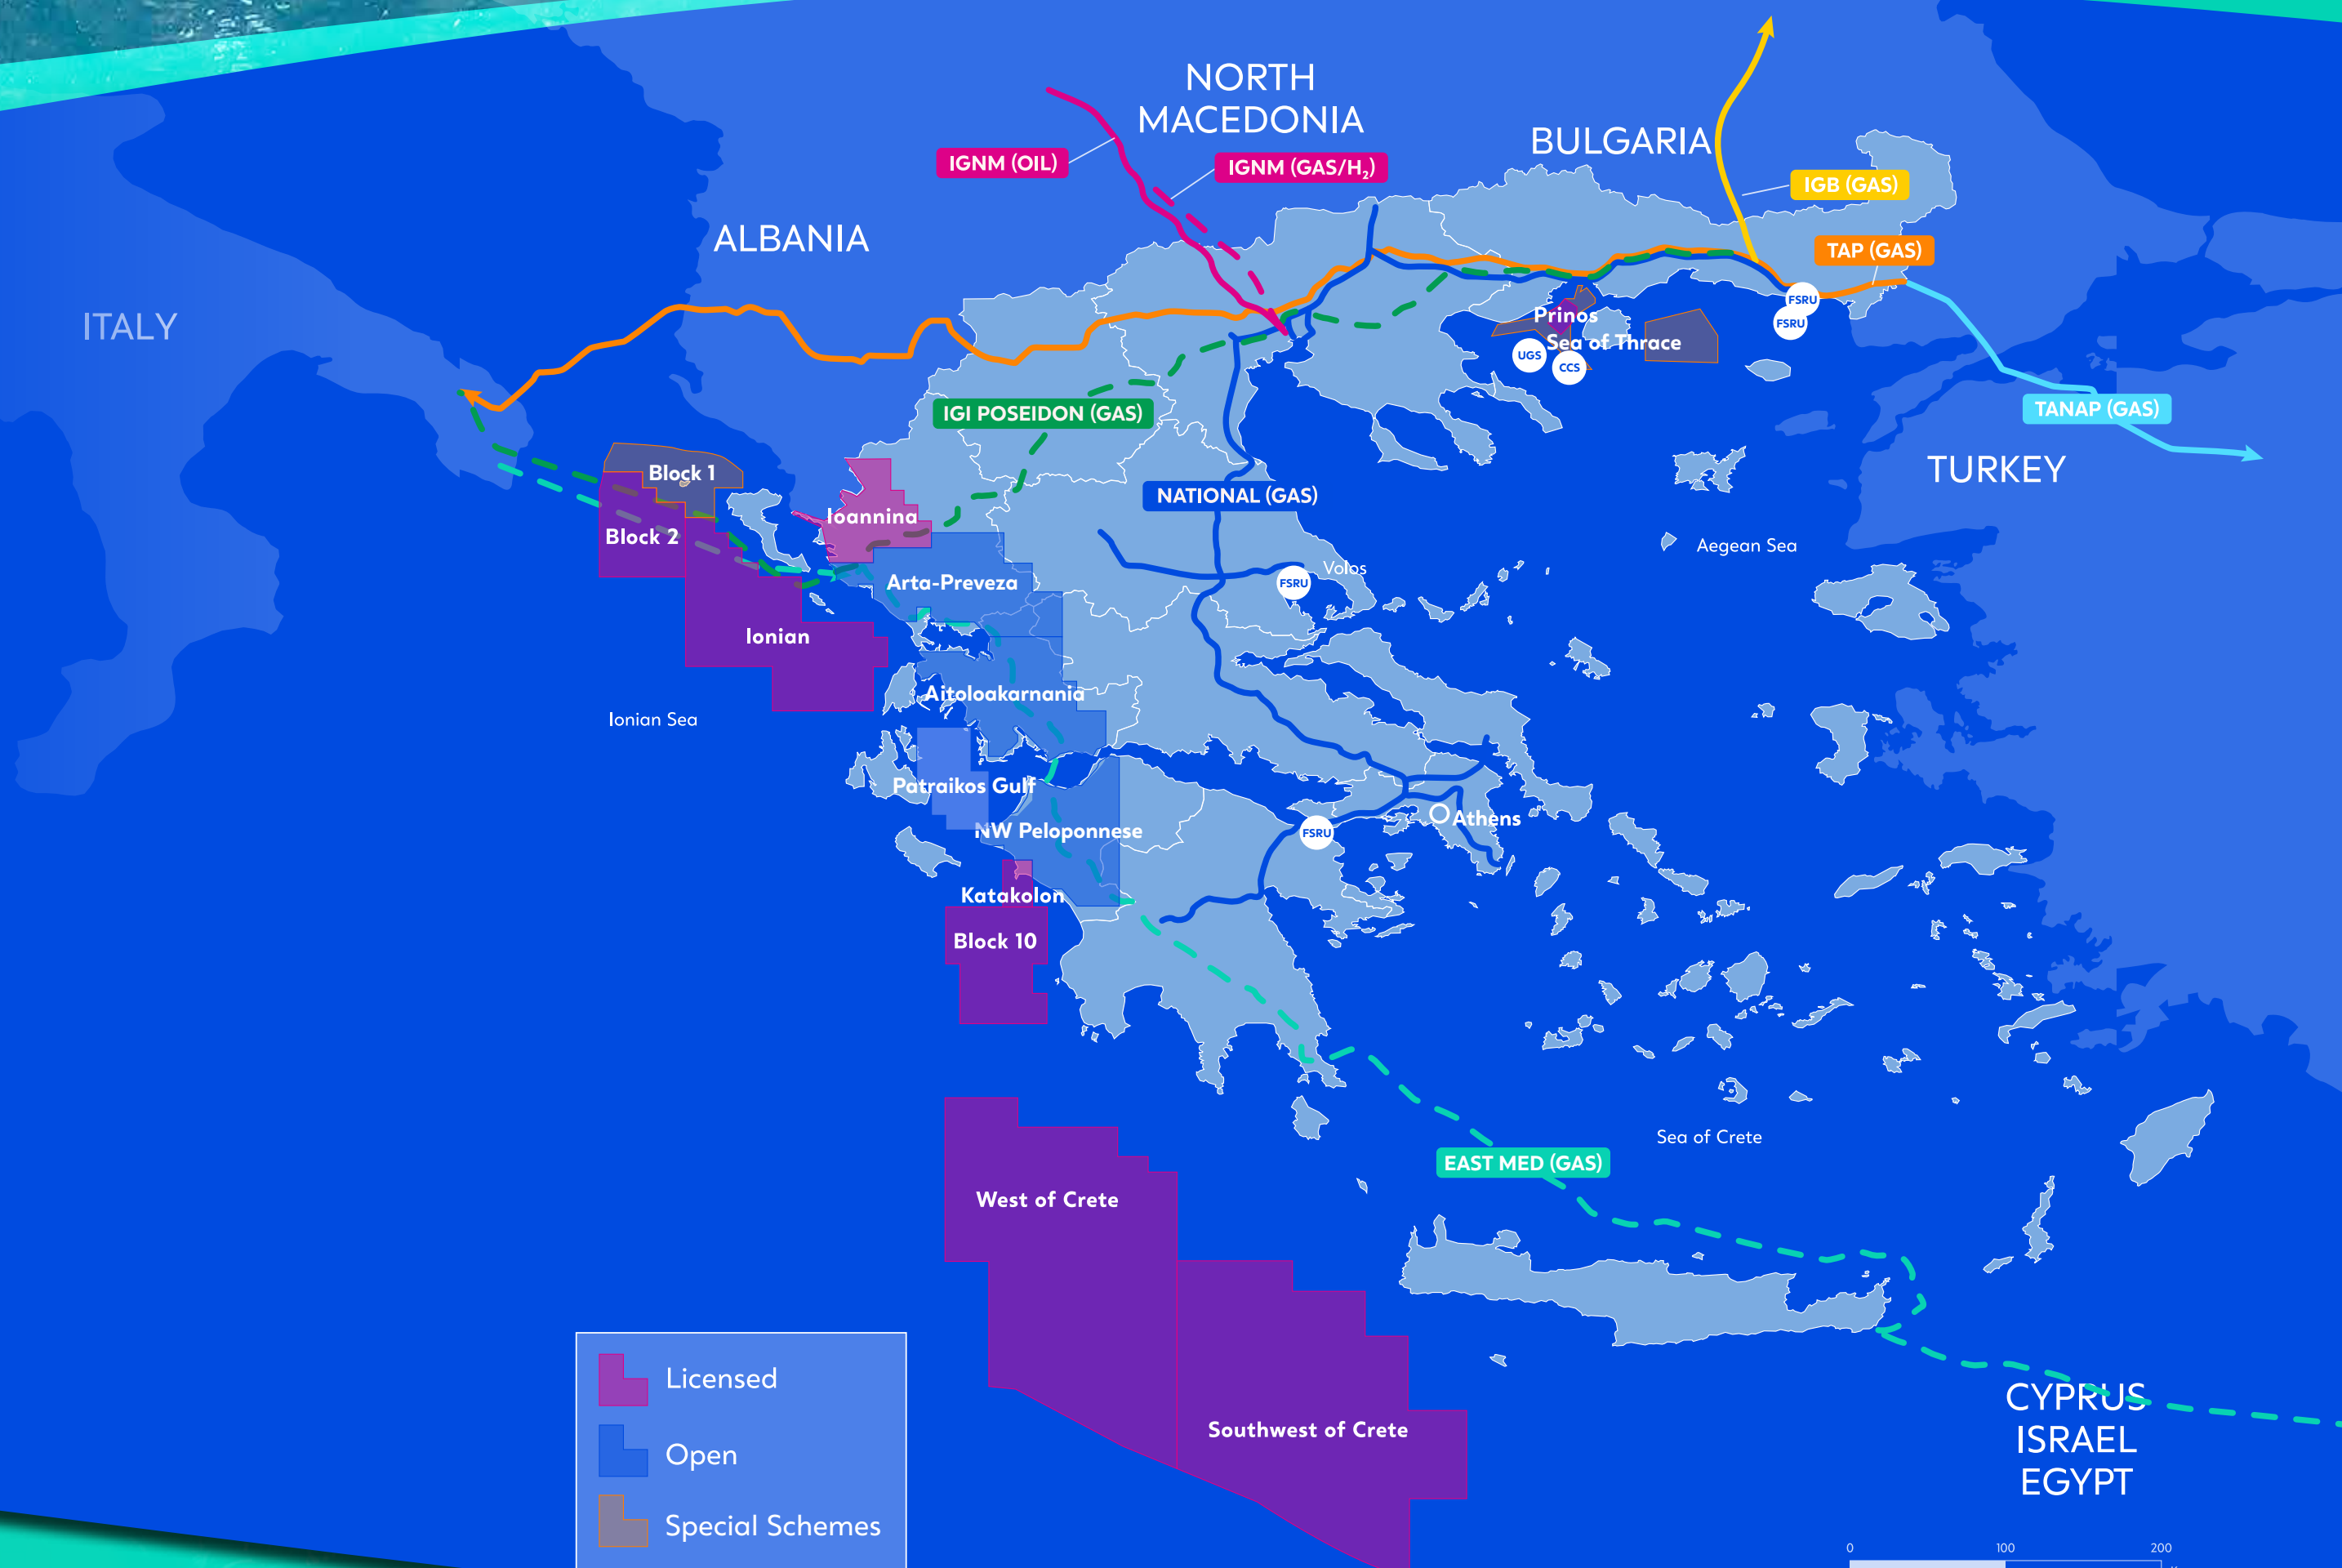 NORTH
MACEDONIA
BULGARIA
IGNM (OIL)
IGNM (GAS/H₂)
IGB (GAS)
ALBANIA
TAP (GAS)
ITALY
FSRU
FSRU
Prinos
Sea of Thrace
UGS
CCS
IGI POSEIDON (GAS)
TANAP (GAS)
TURKEY
Block 1
NATIONAL (GAS)
Ioannina
Block 2
Aegean Sea
Volos
FSRU
Arta-Preveza
Ionian
Aitoloakarnania
Ionian Sea
Patraikos Gulf
Athens
NW Peloponnese
FSRU
Katakolon
Block 10
Sea of Crete
EAST MED (GAS)
West of Crete
Southwest of Crete
CYPRUS
ISRAEL
EGYPT
Licensed
Open
Special Schemes
0 100 200